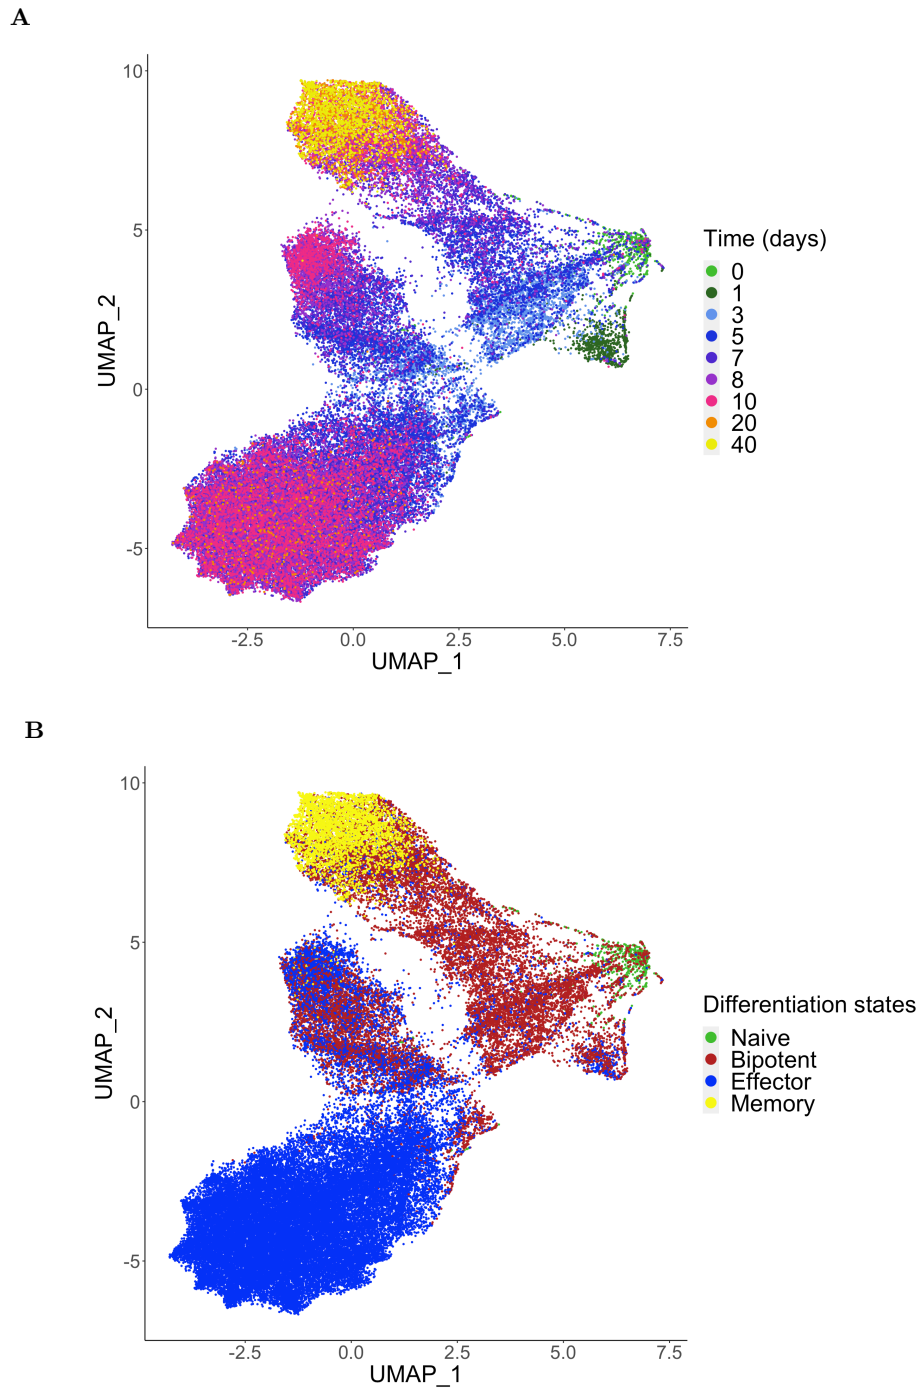 A
10
5
0
-5
UMAP_2
-2.5 0.0 2.5 5.0 7.5
UMAP_1
Time (days)
0
1
3
5
7
8
10
20
40
B
10
5
0
-5
UMAP_2
-2.5 0.0 2.5 5.0 7.5
UMAP_1
Differentiation states
Naive
Bipotent
Effector
Memory